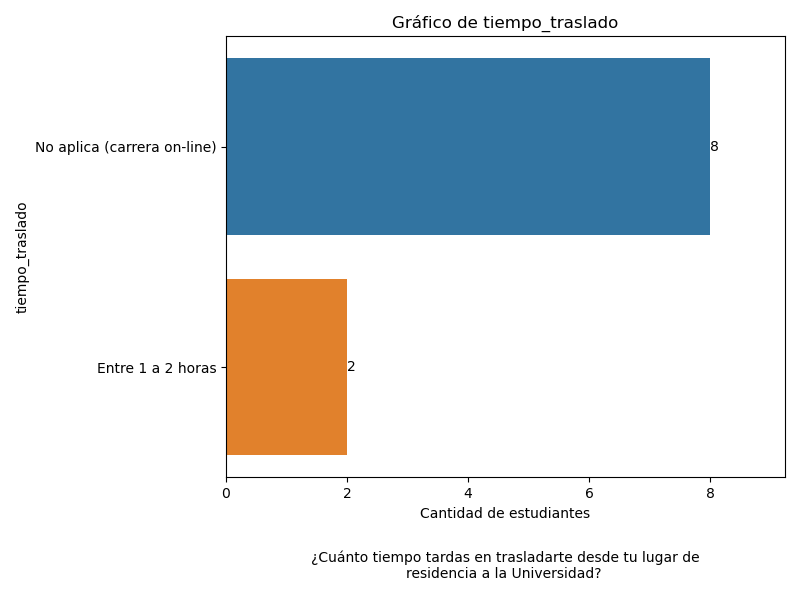 Gráfico de tiempo_traslado
tiempo_traslado
No aplica (carrera on-line)
8
Entre 1 a 2 horas
2
0 2 4 6 8
Cantidad de estudiantes
¿Cuánto tiempo tardas en trasladarte desde tu lugar de
residencia a la Universidad?